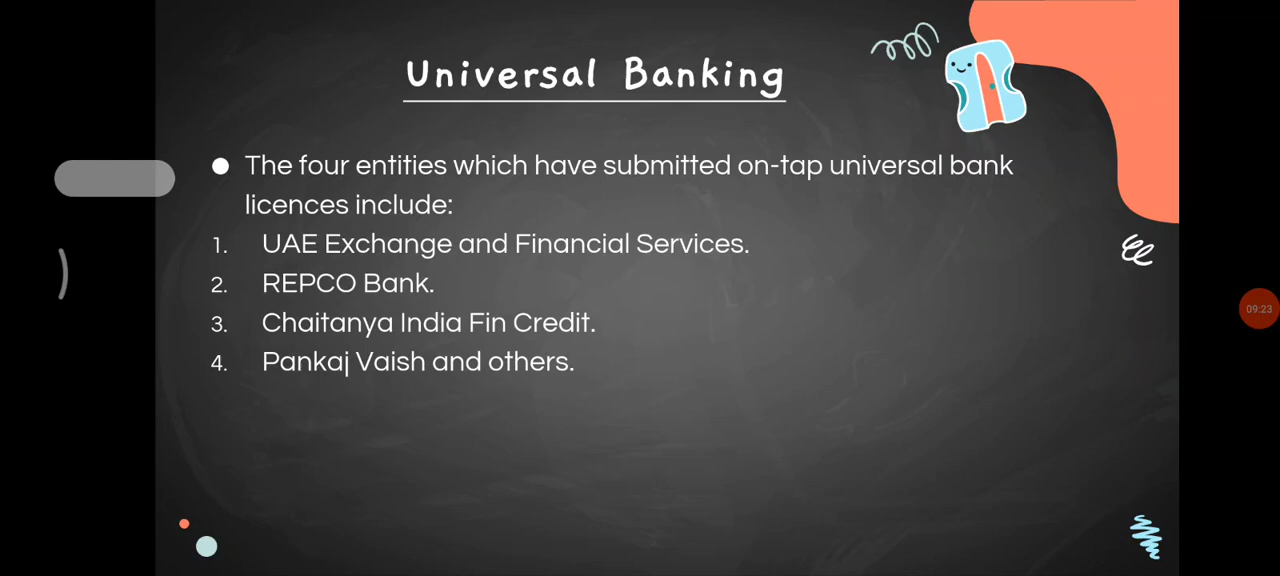 Universal Banking
The four entities which have submitted on-tap universal bank
licences include:
1. UAE Exchange and Financial Services.
2. REPCO Bank.
3. Chaitanya India Fin Credit.
4. Pankaj Vaish and others.
09:23